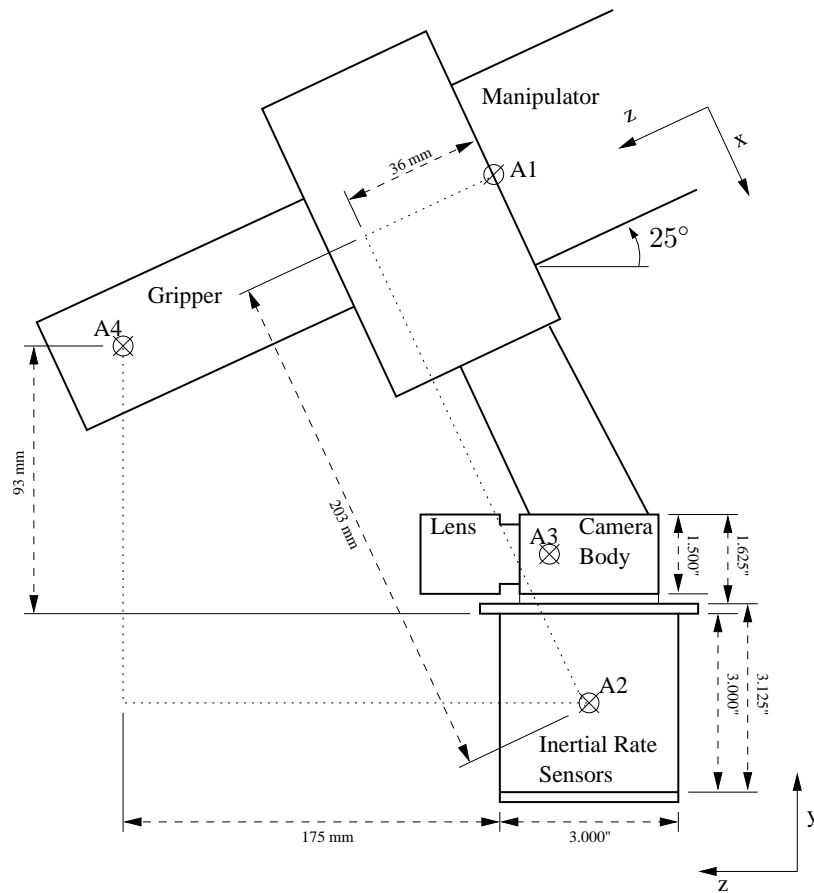 Manipulator
z
x
36 mm
A1
25°
Gripper
A4
93 mm
203 mm
Lens
A3
Camera
Body
1.500"
1.625"
A2
3.000"
3.125"
Inertial Rate
Sensors
175 mm
3.000"
y
z